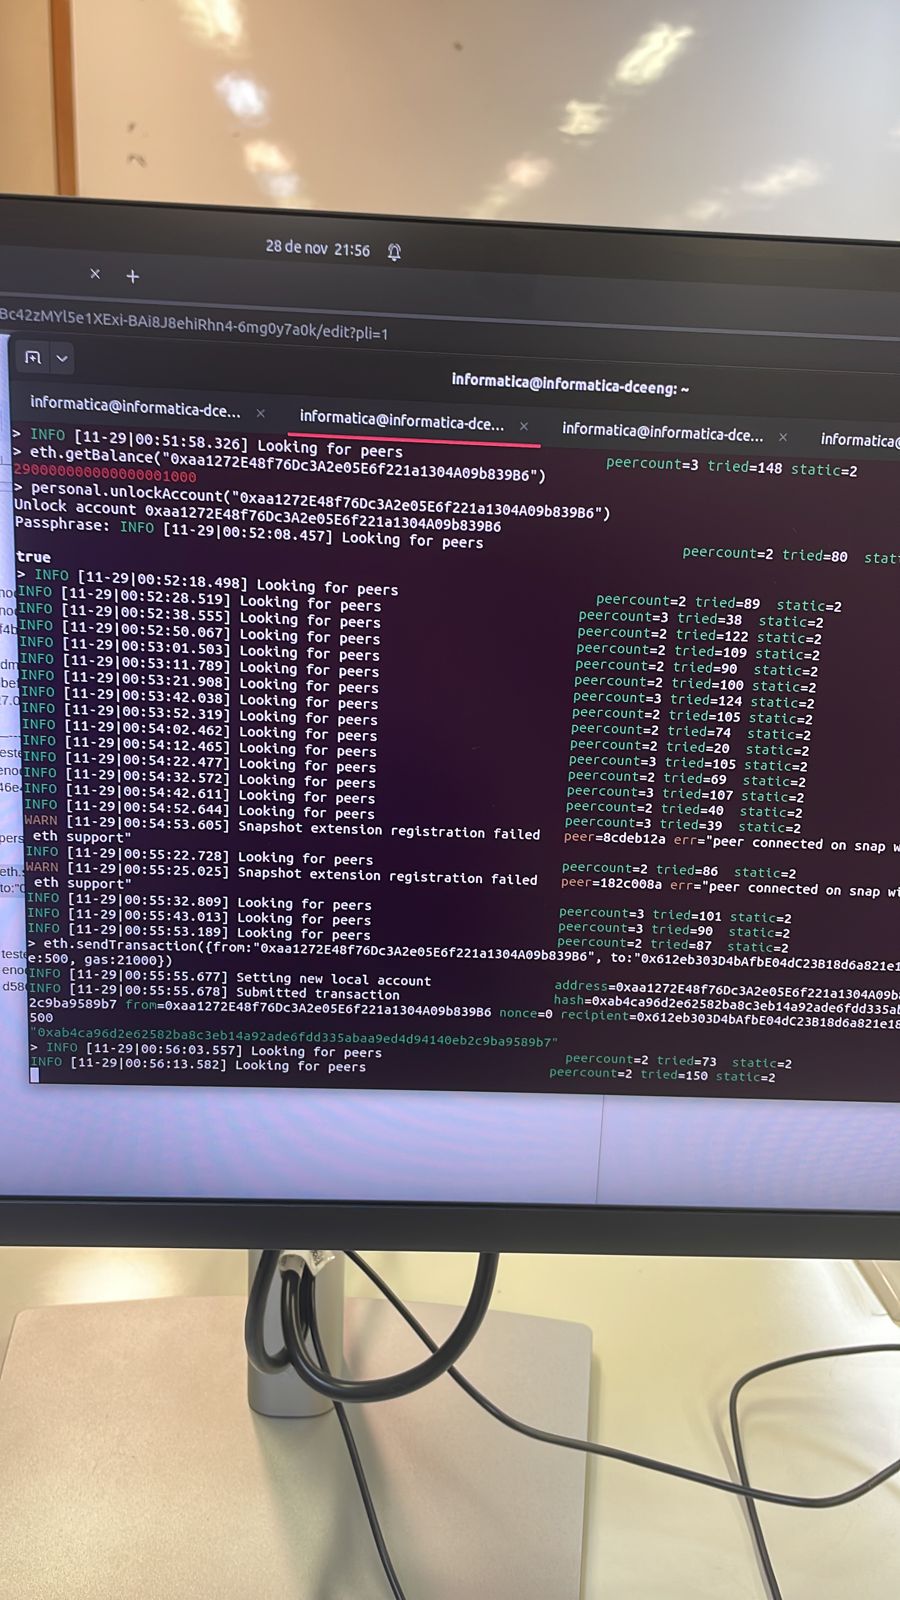 28 de nov 21:56
Bc42zMYl5e1XExi-BAi8J8ehiRhn4-6mg0y7a0k/edit?pli=1
informatica@informatica-dceeng: ~
informatica@informatica-dce... informatica@informatica-dce... informatica@informatica-dce... informatica@
> INFO [11-29|00:51:58.326] Looking for peers peercount=3 tried=148 static=2
> eth.getBalance("0xaa1272E48f76Dc3A2e05E6f221a1304A09b839B6")
> personal.unlockAccount("0xaa1272E48f76Dc3A2e05E6f221a1304A09b839B6")
Unlock account 0xaa1272E48f76Dc3A2e05E6f221a1304A09b839B6
Passphrase: INFO [11-29|00:52:08.457] Looking for peers peercount=2 tried=80 stat
true
> INFO [11-29|00:52:18.498] Looking for peers peercount=2 tried=89 static=2
INFO [11-29|00:52:28.519] Looking for peers peercount=3 tried=38 static=2
INFO [11-29|00:52:38.555] Looking for peers peercount=2 tried=122 static=2
INFO [11-29|00:52:50.067] Looking for peers peercount=2 tried=109 static=2
INFO [11-29|00:53:01.503] Looking for peers peercount=2 tried=90 static=2
INFO [11-29|00:53:11.789] Looking for peers peercount=2 tried=100 static=2
INFO [11-29|00:53:21.908] Looking for peers peercount=3 tried=124 static=2
INFO [11-29|00:53:42.038] Looking for peers peercount=2 tried=105 static=2
INFO [11-29|00:53:52.319] Looking for peers peercount=2 tried=74 static=2
INFO [11-29|00:54:02.462] Looking for peers peercount=2 tried=20 static=2
INFO [11-29|00:54:12.465] Looking for peers peercount=3 tried=105 static=2
INFO [11-29|00:54:22.477] Looking for peers peercount=2 tried=69 static=2
INFO [11-29|00:54:32.572] Looking for peers peercount=3 tried=107 static=2
INFO [11-29|00:54:42.611] Looking for peers peercount=2 tried=40 static=2
INFO [11-29|00:54:52.644] Looking for peers peercount=3 tried=39 static=2
WARN [11-29|00:54:53.605] Snapshot extension registration failed peer=8cdeb12a err="peer connected on snap w
eth support"
INFO [11-29|00:55:22.728] Looking for peers peercount=2 tried=86 static=2
WARN [11-29|00:55:25.025] Snapshot extension registration failed peer=182c008a err="peer connected on snap wi
eth support"
INFO [11-29|00:55:32.809] Looking for peers peercount=3 tried=101 static=2
INFO [11-29|00:55:43.013] Looking for peers peercount=3 tried=90 static=2
INFO [11-29|00:55:53.189] Looking for peers peercount=2 tried=87 static=2
> eth.sendTransaction({from:"0xaa1272E48f76Dc3A2e05E6f221a1304A09b839B6", to:"0x612eb303D4bAfbE04dC23B18d6a821e1
e:500, gas:21000})
INFO [11-29|00:55:55.677] Setting new local account address=0xaa1272E48f76Dc3A2e05E6f221a1304A09b8
INFO [11-29|00:55:55.678] Submitted transaction hash=0xab4ca96d2e62582ba8c3eb14a92ade6fdd335ab
2c9ba9589b7 from=0xaa1272E48f76Dc3A2e05E6f221a1304A09b839B6 nonce=0 recipient=0x612eb303D4bAfbE04dC23B18d6a821e18
500
"0xab4ca96d2e62582ba8c3eb14a92ade6fdd335abaa9ed4d94140eb2c9ba9589b7"
> INFO [11-29|00:56:03.557] Looking for peers peercount=2 tried=73 static=2
INFO [11-29|00:56:13.582] Looking for peers peercount=2 tried=150 static=2